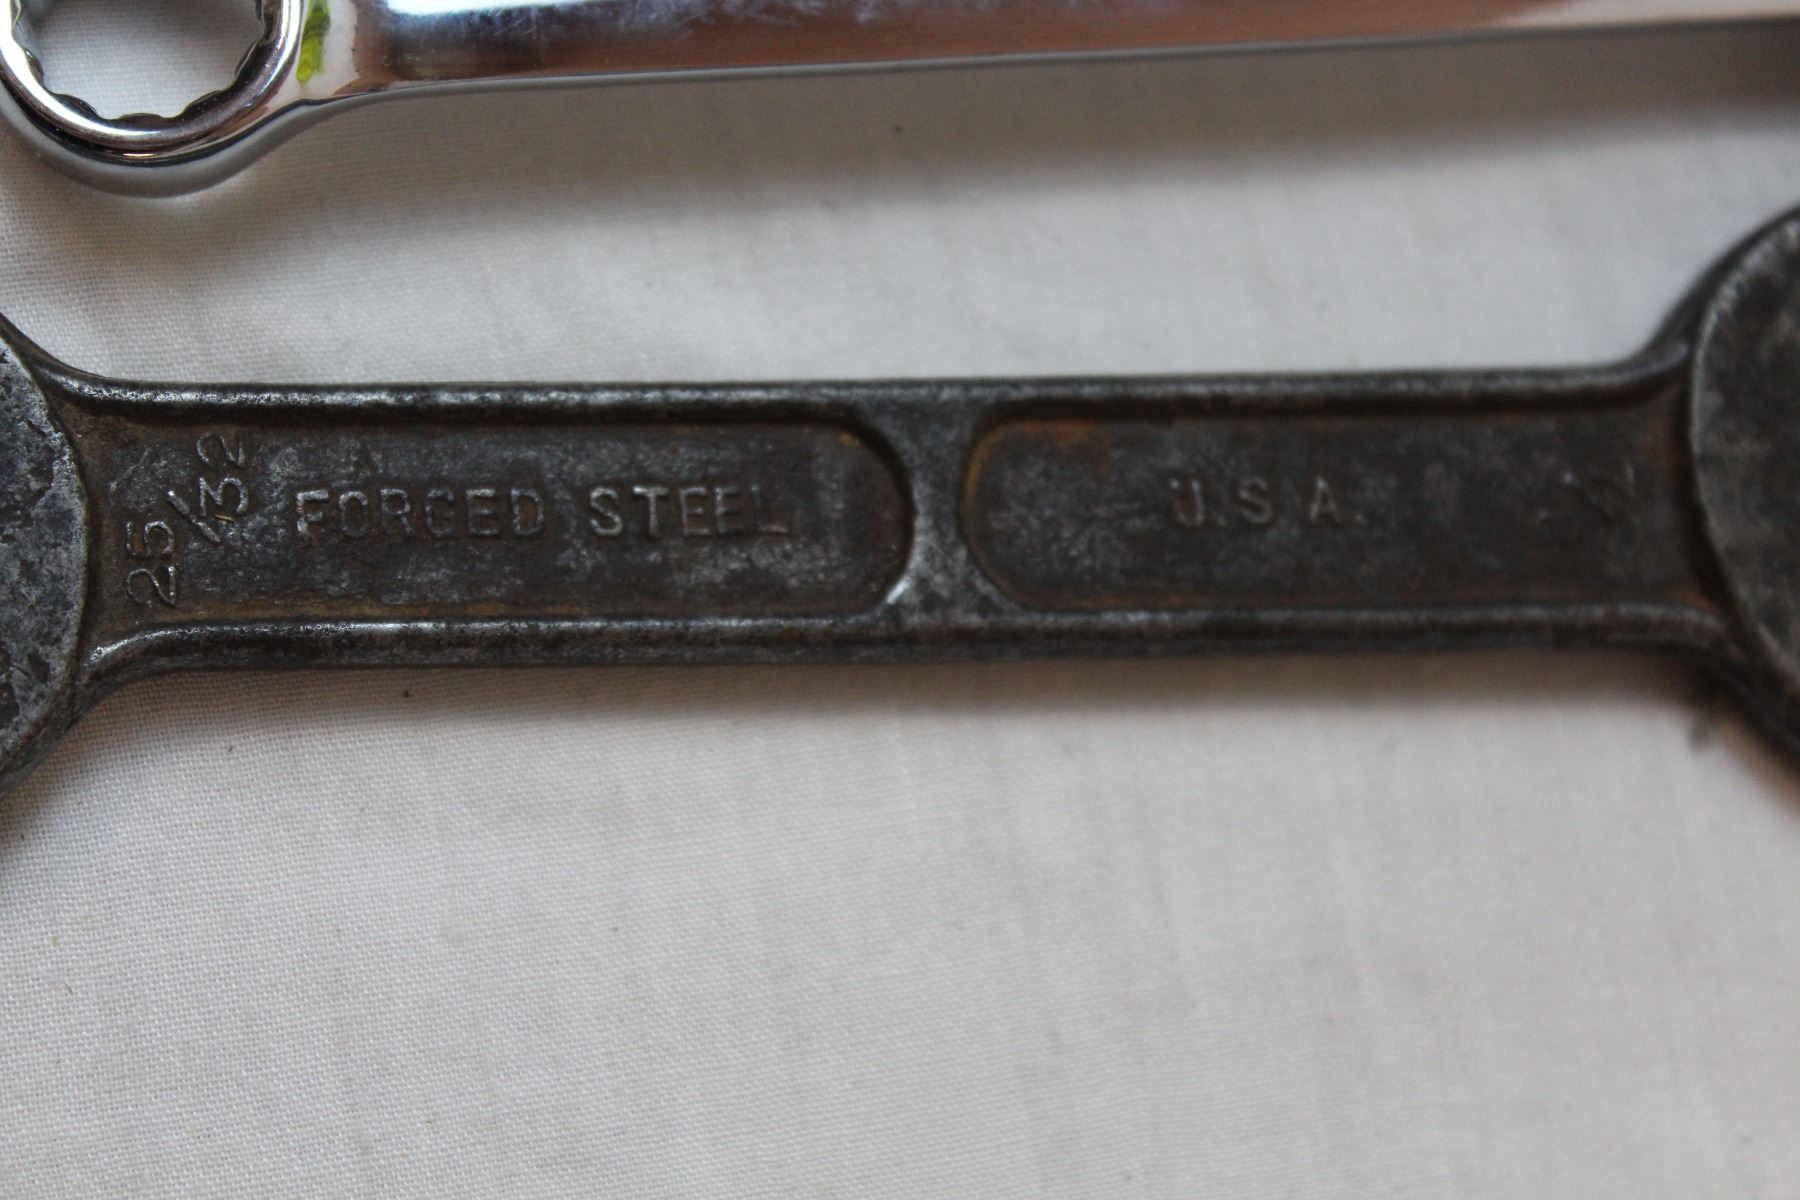 25/32
FORGED STEEL
U.S.A.